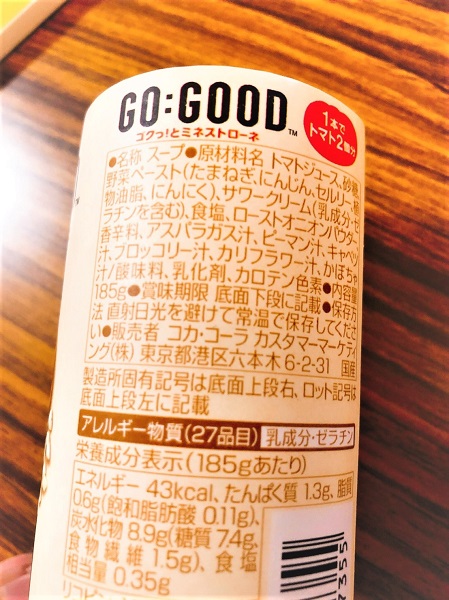 GO:GOOD™
ゴクっ!とミネストローネ
1本で
トマト2個分
●名称 スープ●原材料名 トマトジュース、砂糖、
野菜ペースト(たまねぎ、にんじん、セルリー、植
物油脂、にんにく)、サワークリーム(乳成分・ゼ
ラチンを含む)、食塩、ローストオニオンパウダー、
香辛料、アスパラガス汁、ピーマン汁、キャベツ
汁、ブロッコリー汁、カリフラワー汁、かぼちゃ
汁/酸味料、乳化剤、カロテン色素●内容量
185g●賞味期限 底面下段に記載●保存方
法 直射日光を避けて常温で保存してくださ
い●販売者 コカ・コーラ カスタマーマーケティ
ング(株) 東京都港区六本木6-2-31 国産
製造所固有記号は底面上段右、ロット記号は
底面上段左に記載
アレルギー物質(27品目) 乳成分・ゼラチン
栄養成分表示(185gあたり)
エネルギー 43kcal、たんぱく質 1.3g、脂質
0.6g(飽和脂肪酸 0.11g)、
炭水化物 8.9g(糖質 7.4g、
食物繊維 1.5g)、食塩
相当量 0.35g